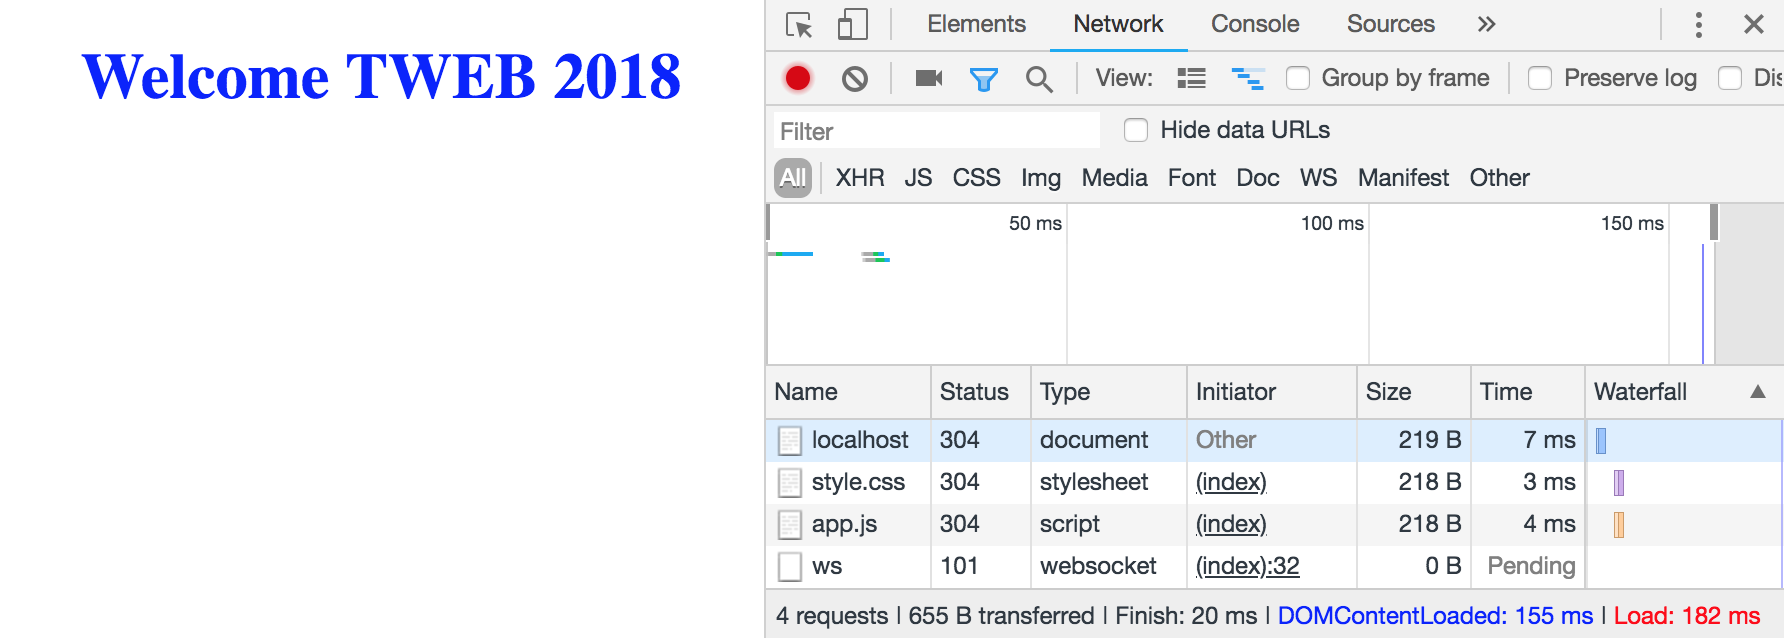 Welcome TWEB 2018
Elements Network Console Sources »
View: Group by frame Preserve log Dis
Filter Hide data URLs
All XHR JS CSS Img Media Font Doc WS Manifest Other
50 ms 100 ms 150 ms
Name Status Type Initiator Size Time Waterfall ▲
localhost 304 document Other 219 B 7 ms
style.css 304 stylesheet (index) 218 B 3 ms
app.js 304 script (index) 218 B 4 ms
ws 101 websocket (index):32 0 B Pending
4 requests | 655 B transferred | Finish: 20 ms | DOMContentLoaded: 155 ms | Load: 182 ms